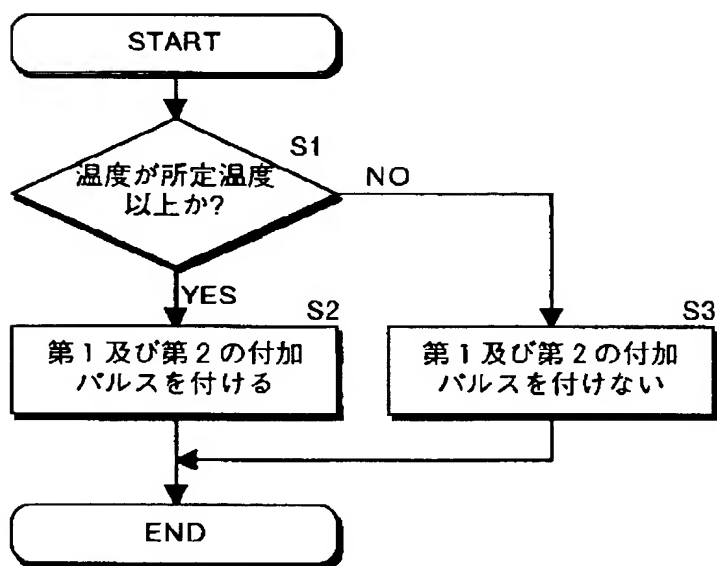 START
S1
温度が所定温度
以上か?
NO
YES
S2
第1及び第2の付加
パルスを付ける
S3
第1及び第2の付加
パルスを付けない
END